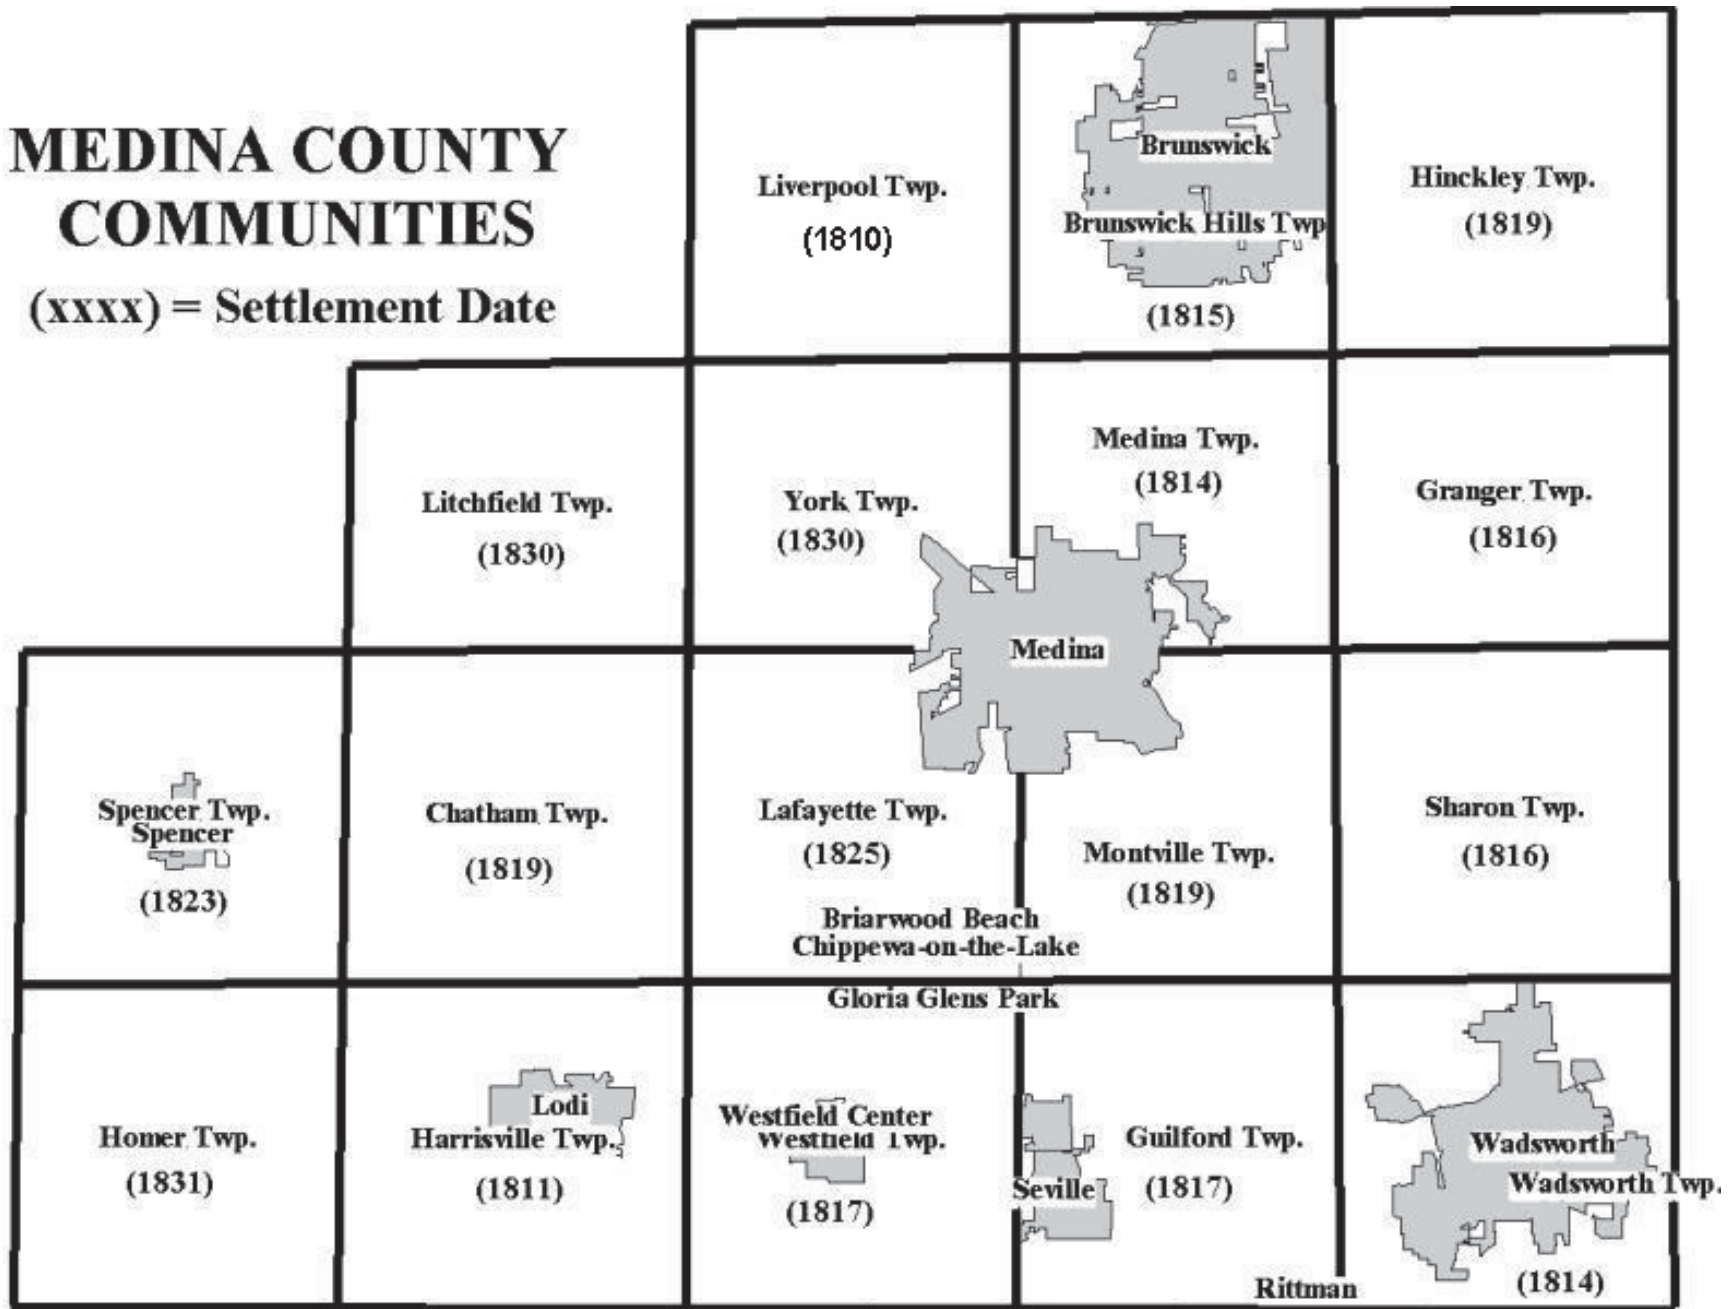 MEDINA COUNTY
COMMUNITIES
(xxxx) = Settlement Date
Liverpool Twp.
(1810)
Brunswick
Brunswick Hills Twp
(1815)
Hinckley Twp.
(1819)
Litchfield Twp.
(1830)
York Twp.
(1830)
Medina Twp.
(1814)
Granger Twp.
(1816)
Medina
Spencer Twp.
Spencer
(1823)
Chatham Twp.
(1819)
Lafayette Twp.
(1825)
Montville Twp.
(1819)
Sharon Twp.
(1816)
Briarwood Beach
Chippewa-on-the-Lake
Gloria Glens Park
Homer Twp.
(1831)
Lodi
Harrisville Twp.
(1811)
Westfield Center
Westfield Twp.
(1817)
Seville
Guilford Twp.
(1817)
Wadsworth
Wadsworth Twp.
(1814)
Rittman